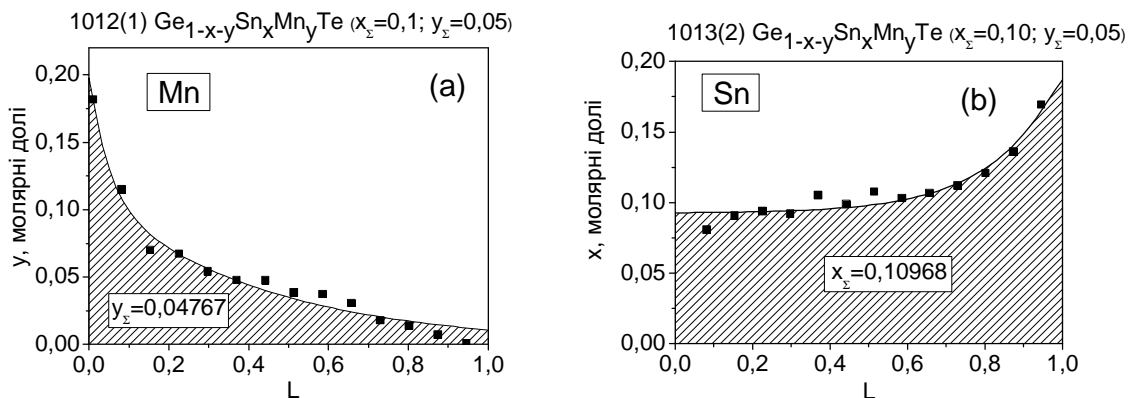 1012(1) Ge1-x-ySnxMnyTe (xΣ=0,1; yΣ=0,05)
Mn
(a)
y, молярні долі
0,20
0,15
0,10
0,05
0,00
yΣ=0,04767
0,0 0,2 0,4 0,6 0,8 1,0
L
1013(2) Ge1-x-ySnxMnyTe (xΣ=0,10; yΣ=0,05)
Sn
(b)
x, молярні долі
0,20
0,15
0,10
0,05
0,00
xΣ=0,10968
0,0 0,2 0,4 0,6 0,8 1,0
L